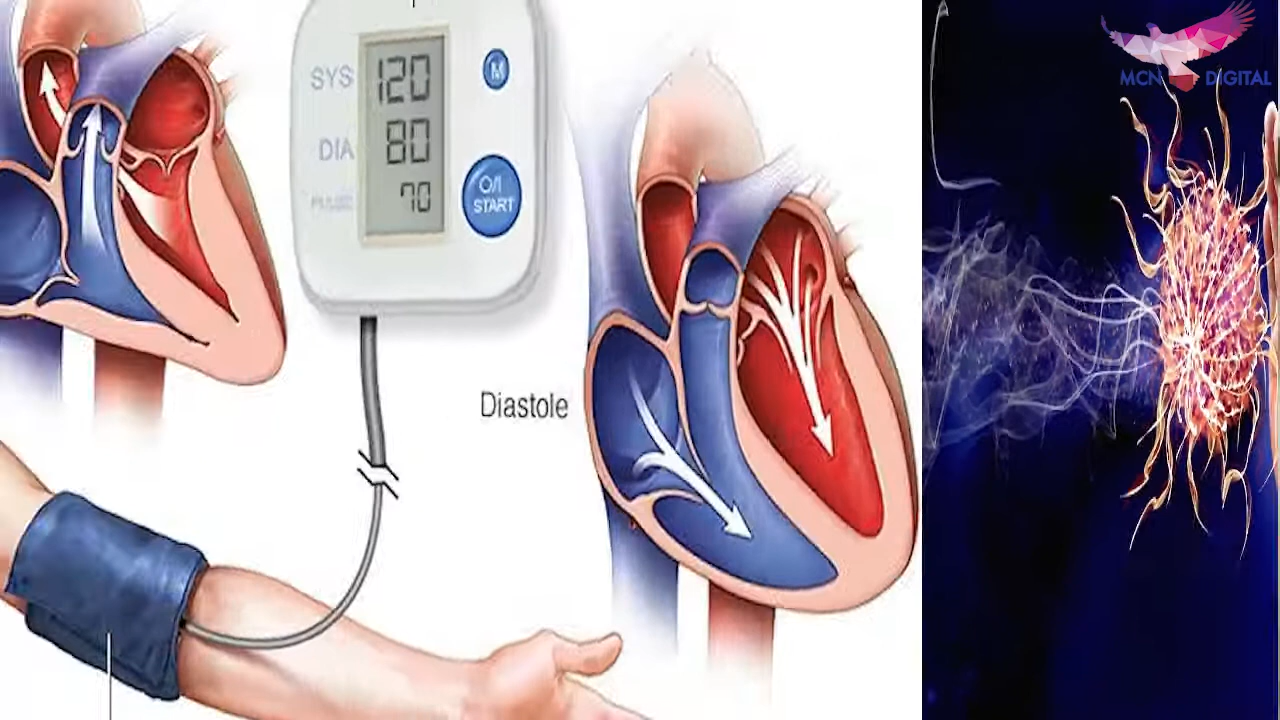 SYS 120
DIA 80
PULSE 70
M
O/I
START
Diastole
MCN DIGITAL